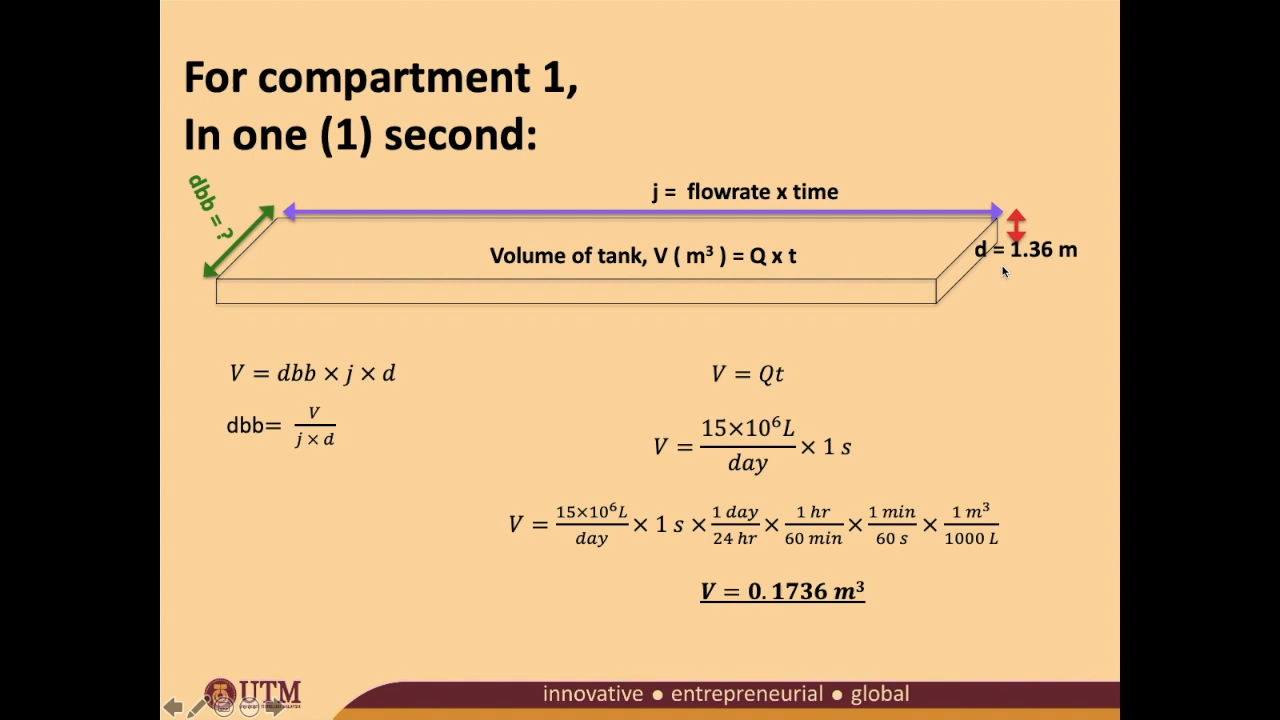 For compartment 1,
In one (1) second:
dbb = ?
j = flowrate x time
Volume of tank, V ( m³ ) = Q x t
d = 1.36 m
V = dbb × j × d
V = Qt
dbb= V / j × d
V = 15×10⁶L / day × 1 s
V = 15×10⁶L / day × 1 s × 1 day / 24 hr × 1 hr / 60 min × 1 min / 60 s × 1 m³ / 1000 L
V = 0.1736 m³
UTM
innovative ● entrepreneurial ● global